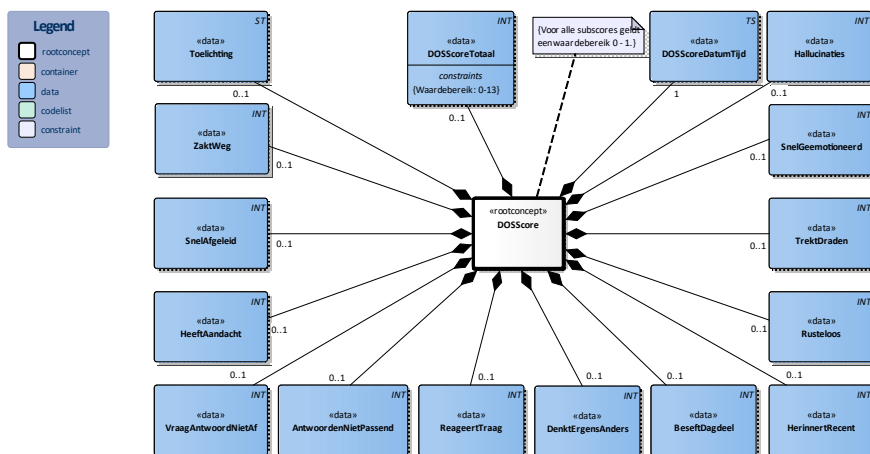 Legend
rootconcept
container
data
codelist
constraint
ST
«data»
Toelichting
0..1
INT
«data»
DOSScoreTotaal
constraints
{Waardebereik: 0-13}
0..1
{Voor alle subscores geldt
een waardebereik 0 - 1.}
TS
«data»
DOSScoreDatumTijd
1
INT
«data»
Hallucinaties
0..1
INT
«data»
ZaktWeg
0..1
INT
«data»
SnelGeemotioneerd
0..1
«rootconcept»
DOSScore
INT
«data»
SnelAfgeleid
0..1
INT
«data»
TrektDraden
0..1
INT
«data»
HeeftAandacht
0..1
INT
«data»
Rusteloos
0..1
INT
«data»
VraagAntwoordNietAf
0..1
INT
«data»
AntwoordenNietPassend
0..1
INT
«data»
ReageertTraag
0..1
INT
«data»
DenktErgensAnders
0..1
INT
«data»
BeseftDagdeel
0..1
INT
«data»
HerinnertRecent
0..1